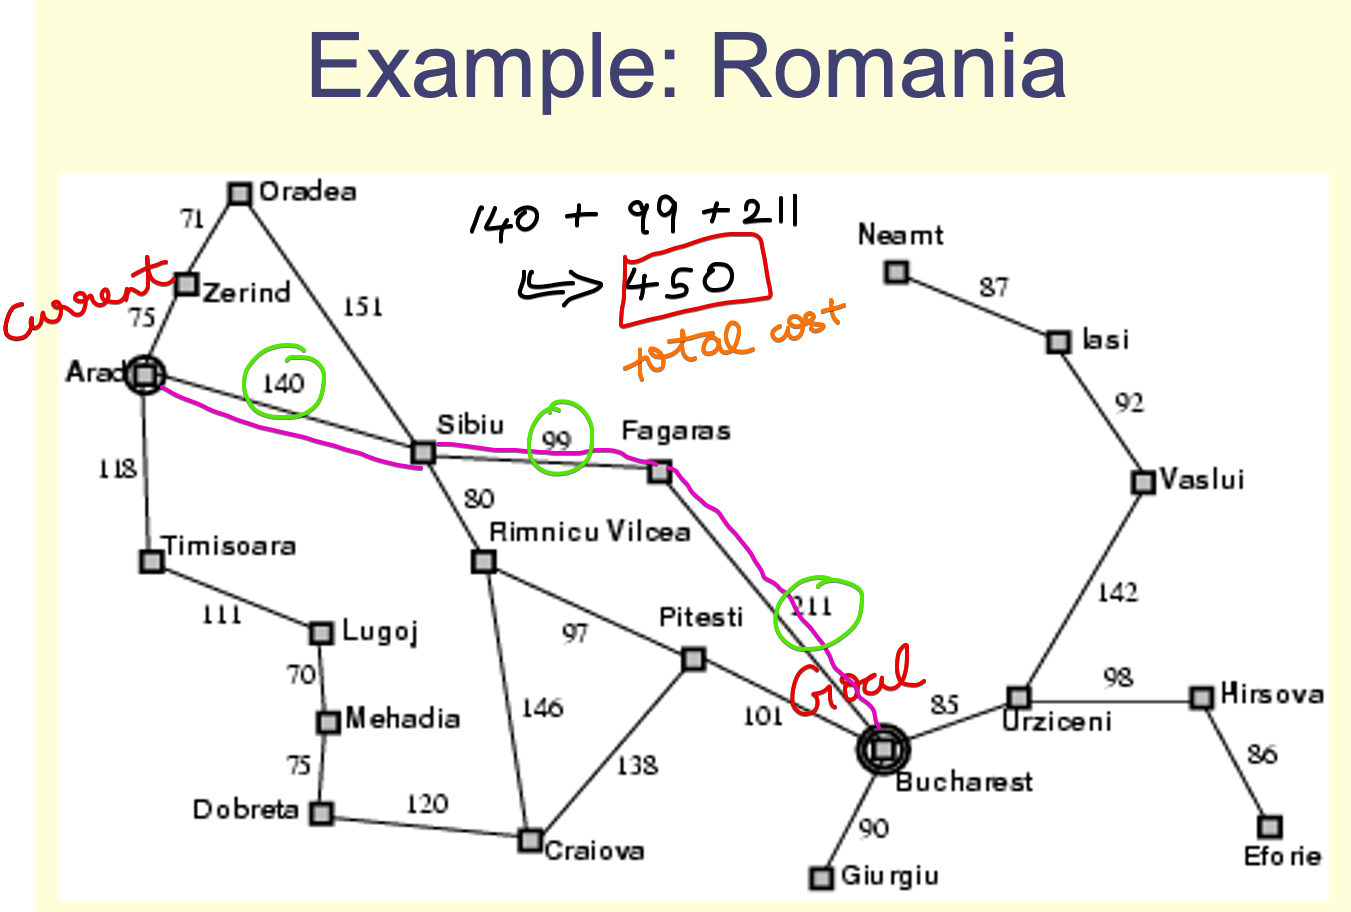 Example: Romania
Oradea
71
140 + 99 + 211
Neamt
Current
Zerind
151
450
87
75
total cost
Iasi
Arad
140
92
Sibiu
99
Fagaras
118
80
Vaslui
Timisoara
Rimnicu Vilcea
142
111
Lugoj
97
Pitesti
211
70
Goal
98
Hirsova
Mehadia
146
101
85
Urziceni
75
138
86
Dobreta
120
Bucharest
90
Craiova
Giurgiu
Eforie